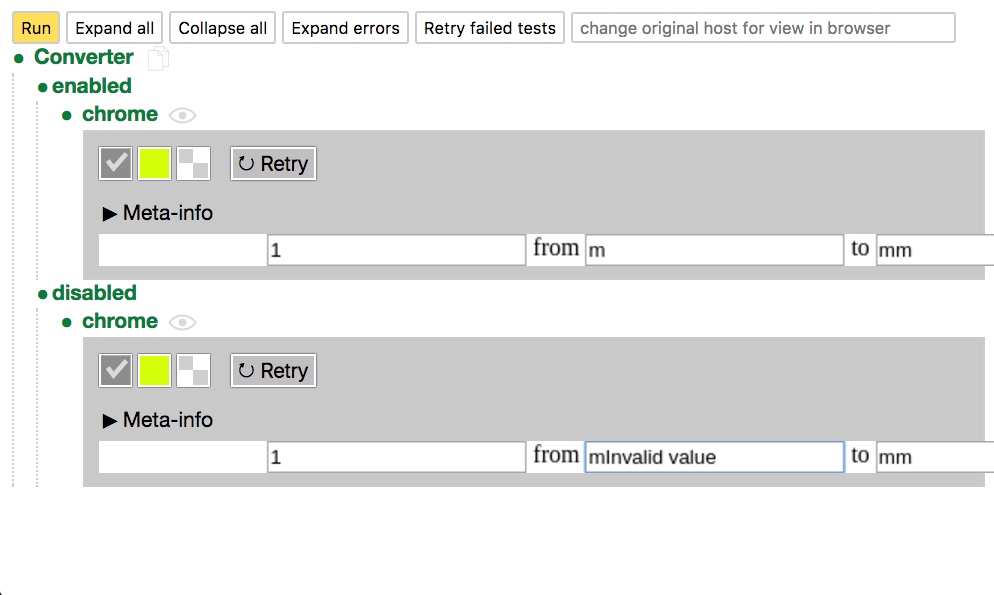 Run Expand all Collapse all Expand errors Retry failed tests change original host for view in browser
Converter
enabled
chrome
Retry
Meta-info
1 from m to mm
disabled
chrome
Retry
Meta-info
1 from mInvalid value to mm